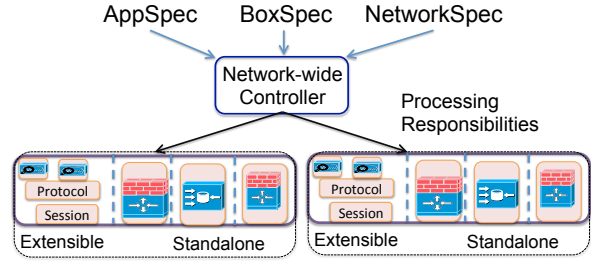 AppSpec BoxSpec NetworkSpec
Network-wide
Controller
Processing
Responsibilities
Protocol
Session
Extensible Standalone
Protocol
Session
Extensible Standalone